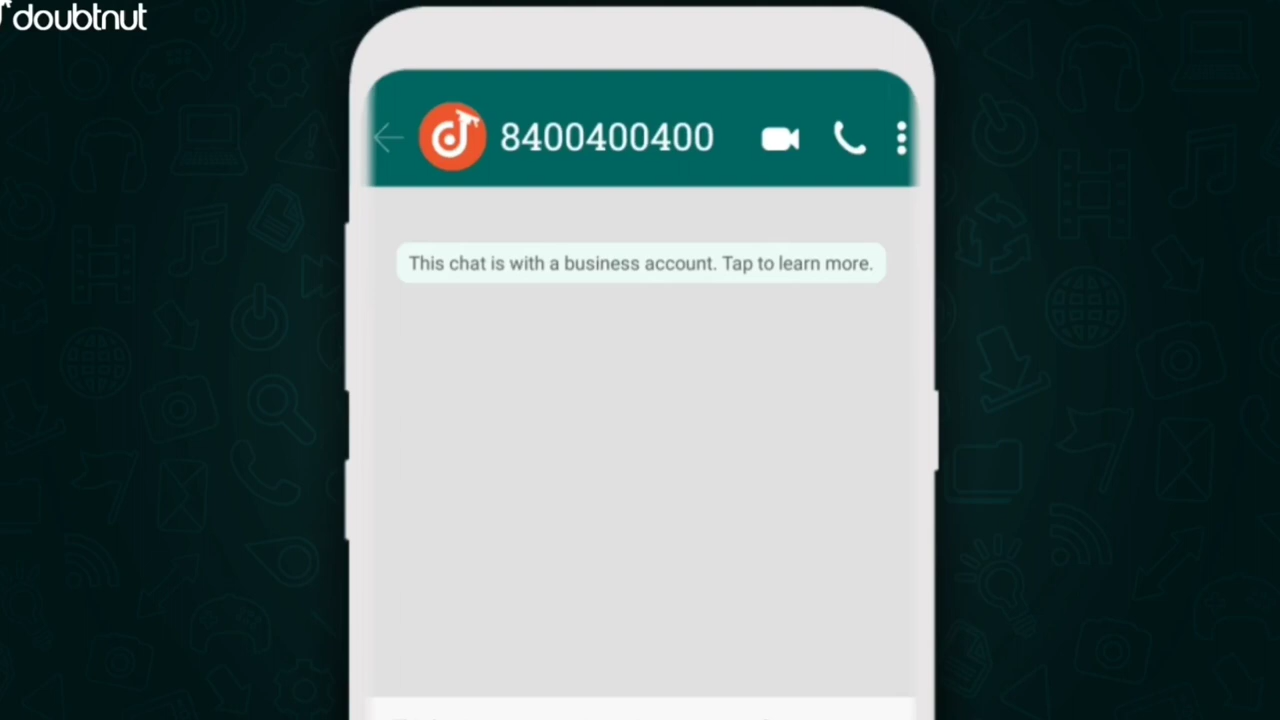 doubtnut
8400400400
This chat is with a business account. Tap to learn more.